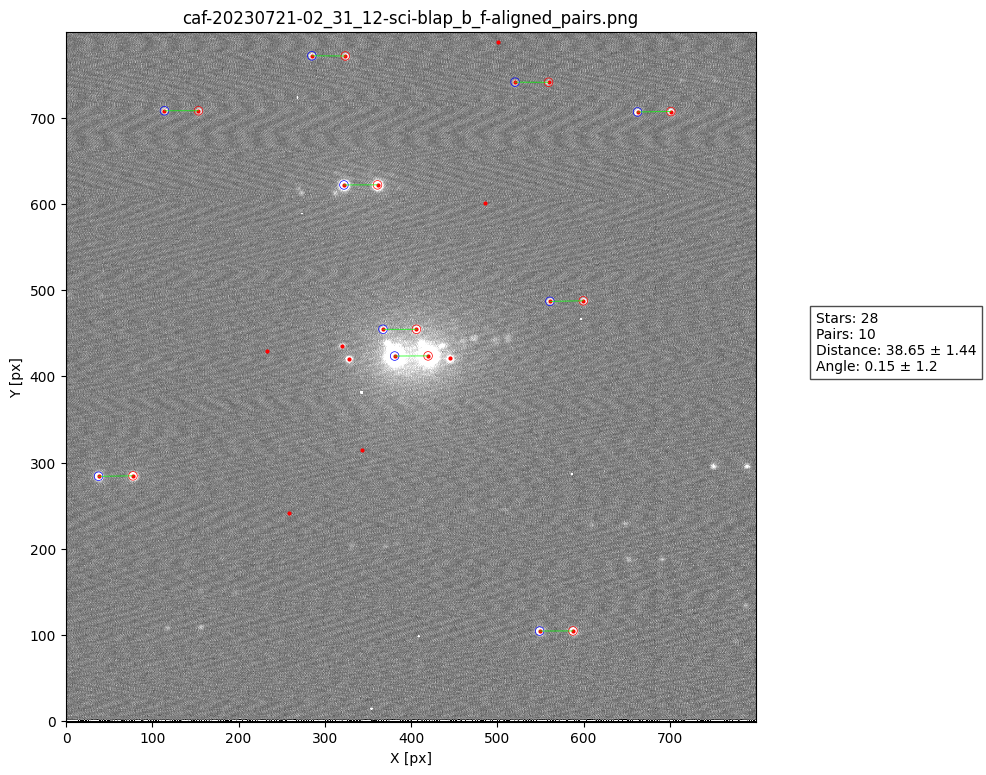 caf-20230721-02_31_12-sci-blap_b_f-aligned_pairs.png
700
600
500
400
300
200
100
0
Y [px]
0 100 200 300 400 500 600 700
X [px]
Stars: 28
Pairs: 10
Distance: 38.65 ± 1.44
Angle: 0.15 ± 1.2